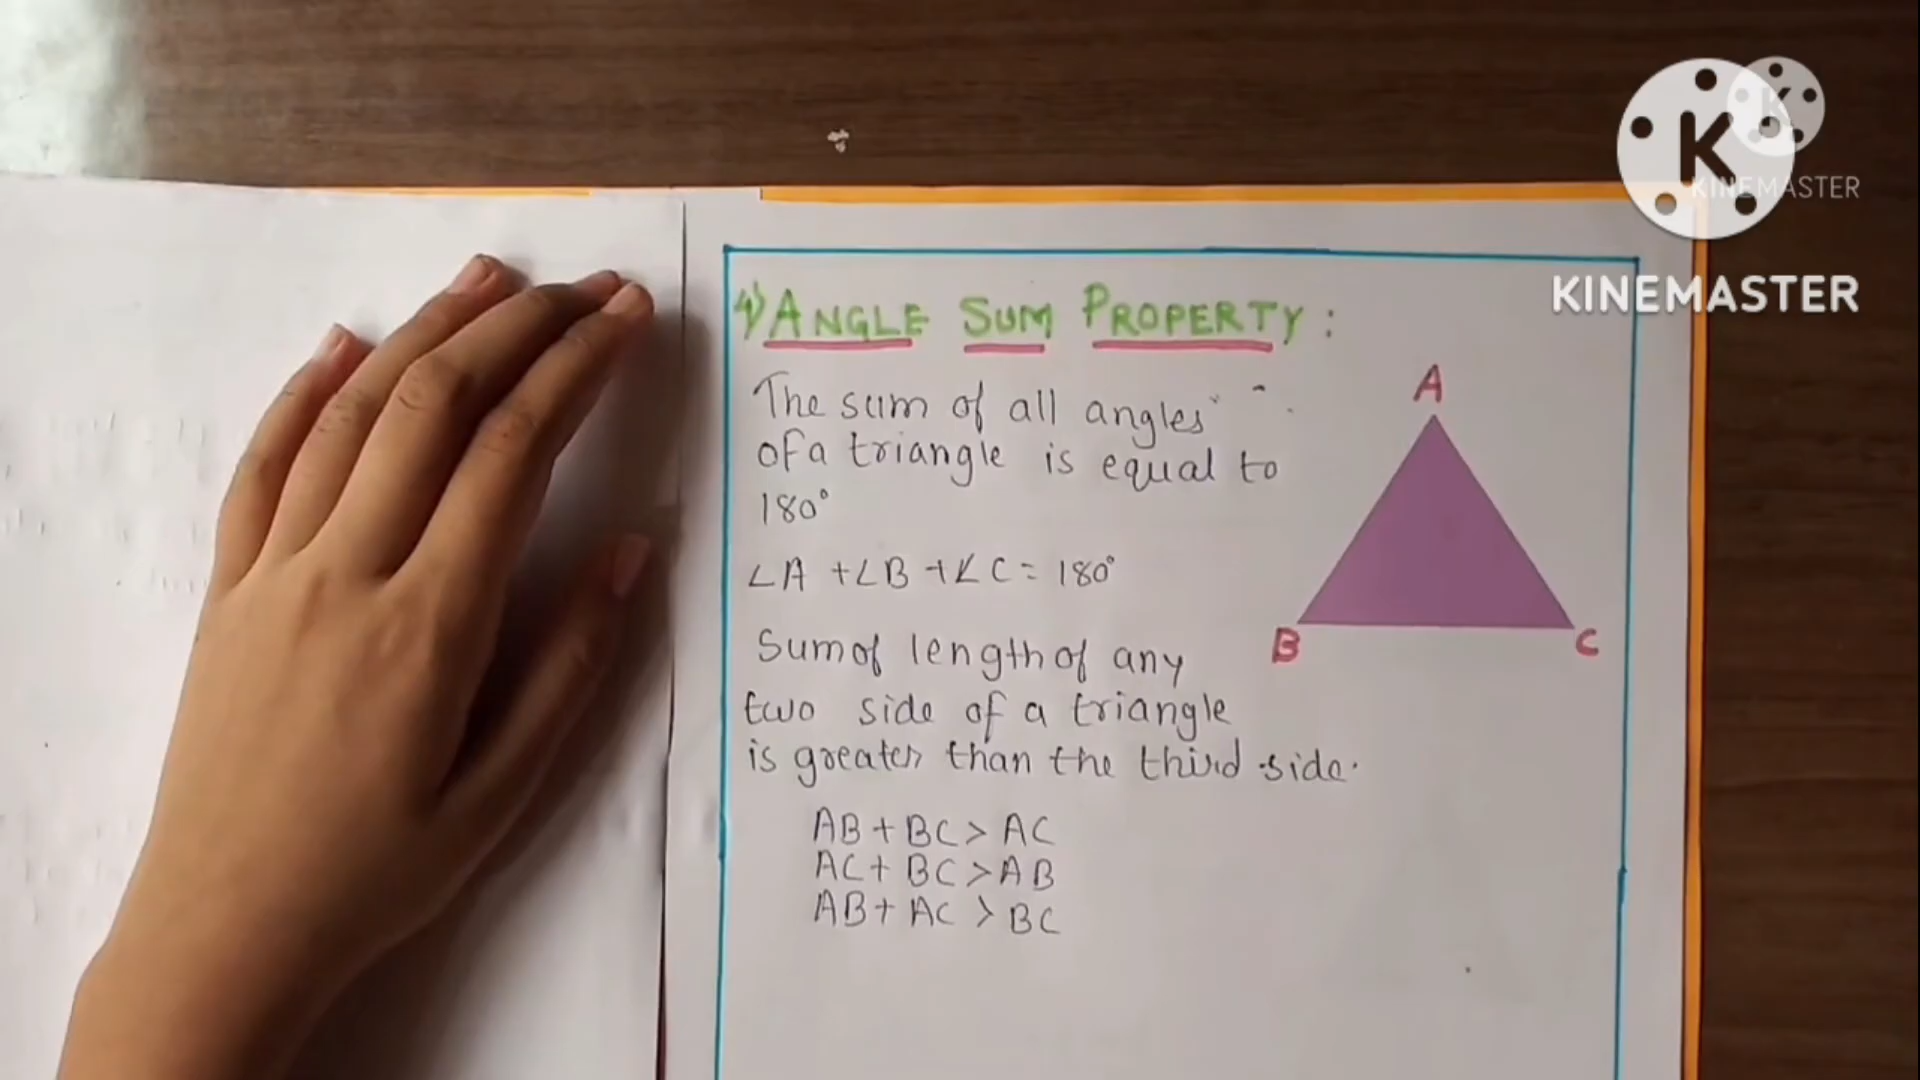 4) ANGLE SUM PROPERTY:
The sum of all angles
of a triangle is equal to
180°
∠A + ∠B + ∠C = 180°
Sum of length of any
two side of a triangle
is greater than the third side.
AB + BC > AC
AC + BC > AB
AB + AC > BC
A
B
C
K
K
KINEMASTER
KINEMASTER